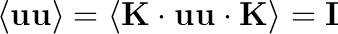 ⟨uu⟩ = ⟨K · uu · K⟩ = I